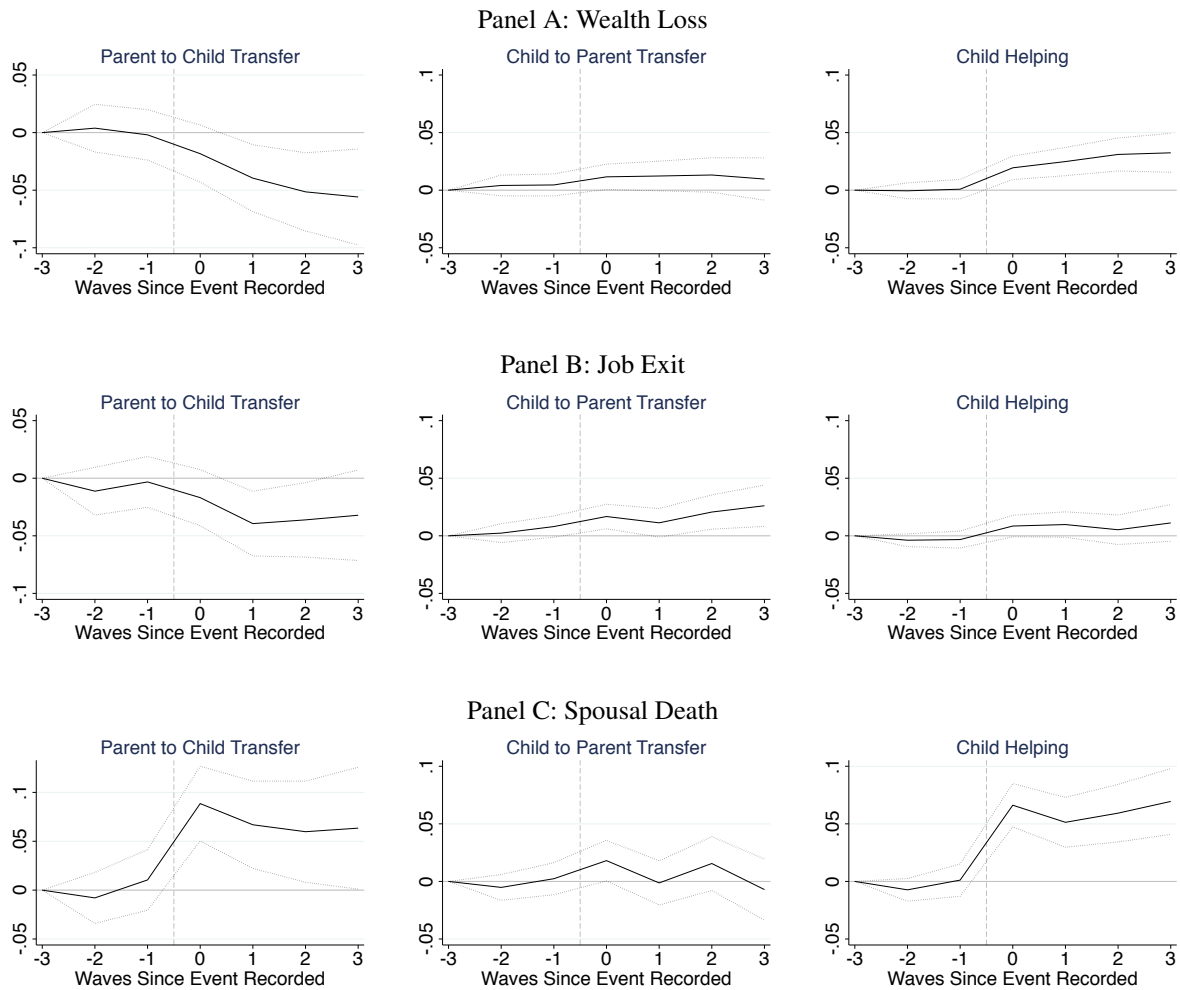 Panel A: Wealth Loss
Parent to Child Transfer
.05
0
-.05
-.1
-3 -2 -1 0 1 2 3
Waves Since Event Recorded
Child to Parent Transfer
.1
.05
0
-.05
-3 -2 -1 0 1 2 3
Waves Since Event Recorded
Child Helping
.1
.05
0
-.05
-3 -2 -1 0 1 2 3
Waves Since Event Recorded
Panel B: Job Exit
Parent to Child Transfer
.05
0
-.05
-.1
-3 -2 -1 0 1 2 3
Waves Since Event Recorded
Child to Parent Transfer
.1
.05
0
-.05
-3 -2 -1 0 1 2 3
Waves Since Event Recorded
Child Helping
.1
.05
0
-.05
-3 -2 -1 0 1 2 3
Waves Since Event Recorded
Panel C: Spousal Death
Parent to Child Transfer
.1
.05
0
-.05
-3 -2 -1 0 1 2 3
Waves Since Event Recorded
Child to Parent Transfer
.1
.05
0
-.05
-3 -2 -1 0 1 2 3
Waves Since Event Recorded
Child Helping
.1
.05
0
-.05
-3 -2 -1 0 1 2 3
Waves Since Event Recorded